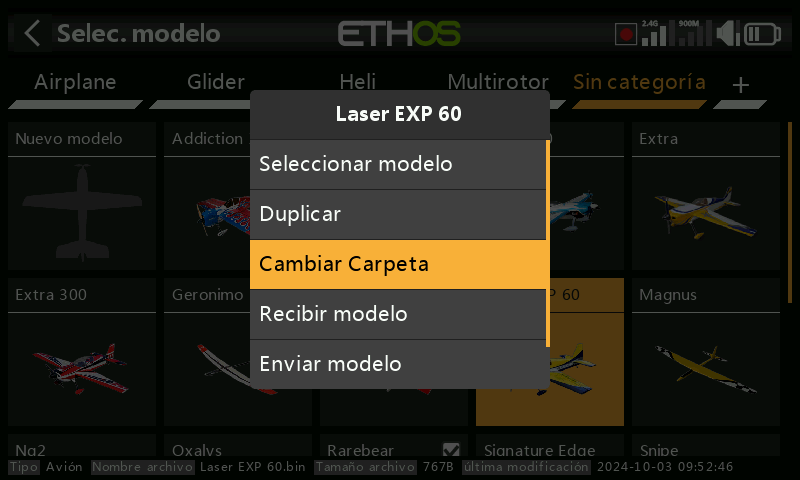 Selec. modelo
ETHOS
2.4G
900M
Airplane
Glider
Heli
Multirotor
Sin categoría
+
Laser EXP 60
Seleccionar modelo
Duplicar
Cambiar Carpeta
Recibir modelo
Enviar modelo
Nuevo modelo
Addiction
Extra
Extra 300
Geronimo
60
Magnus
Ng2
Oxalys
Rarebear
Signature Edge
Snipe
Tipo Avión Nombre archivo Laser EXP 60.bin Tamaño archivo 767B última modificación 2024-10-03 09:52:46